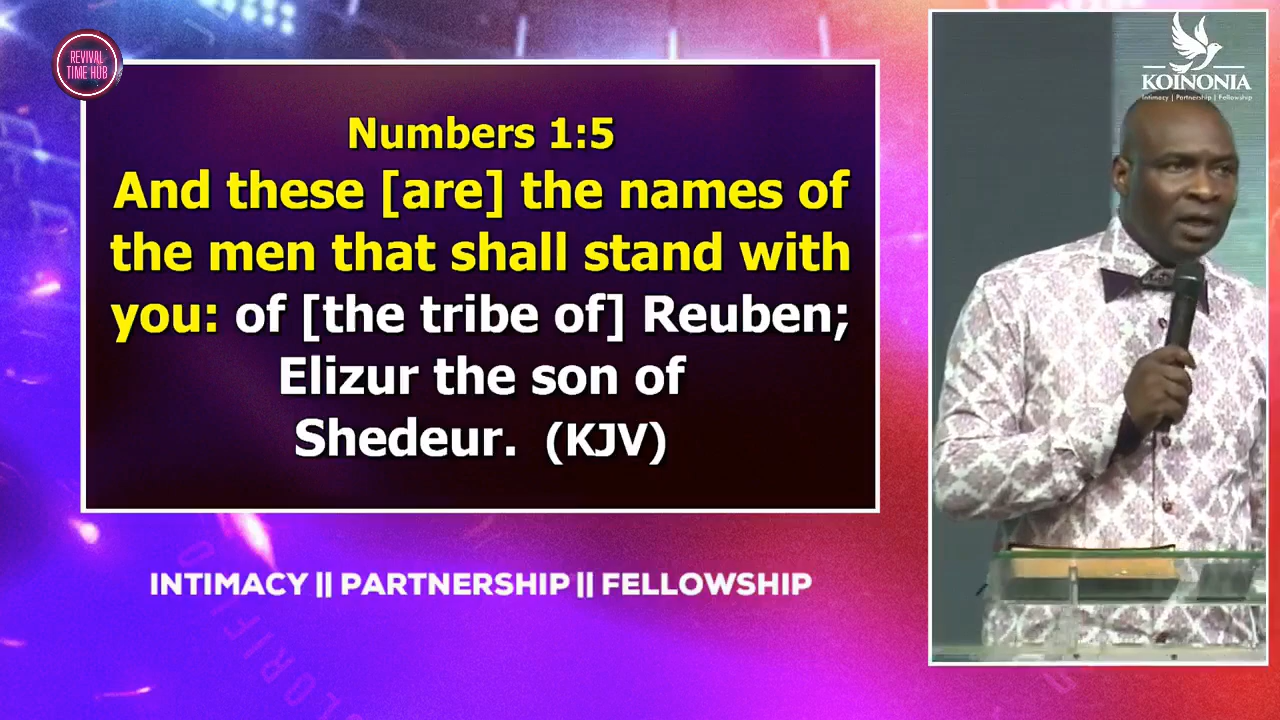 REVIVAL
TIME HUB
Numbers 1:5
And these [are] the names of
the men that shall stand with
you: of [the tribe of] Reuben;
Elizur the son of
Shedeur. (KJV)
INTIMACY || PARTNERSHIP || FELLOWSHIP
KOINONIA
Intimacy | Partnership | Fellowship